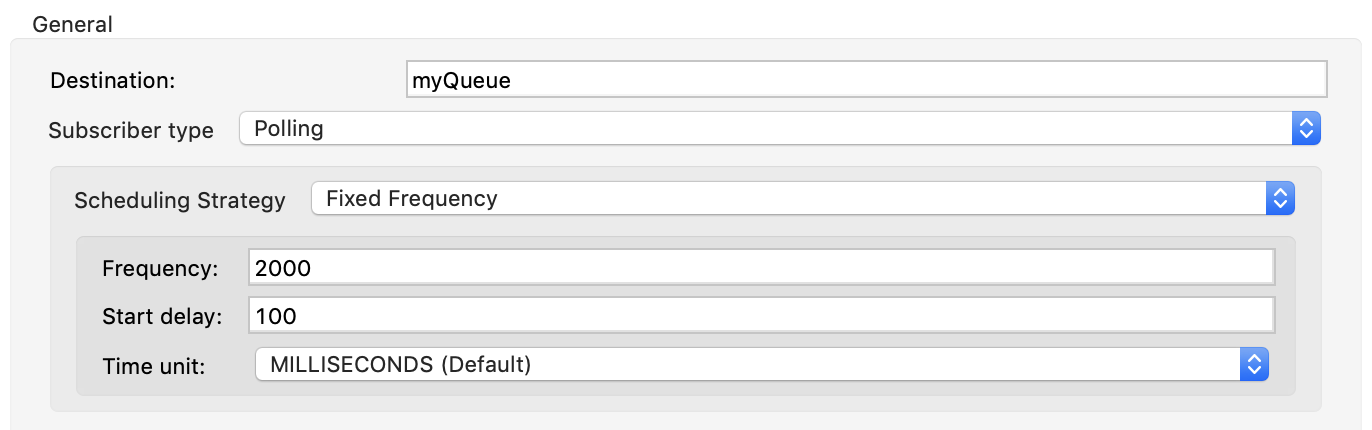 General
Destination: myQueue
Subscriber type Polling
Scheduling Strategy Fixed Frequency
Frequency: 2000
Start delay: 100
Time unit: MILLISECONDS (Default)